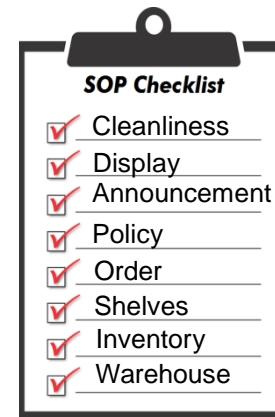 SOP Checklist
Cleanliness
Display
Announcement
Policy
Order
Shelves
Inventory
Warehouse